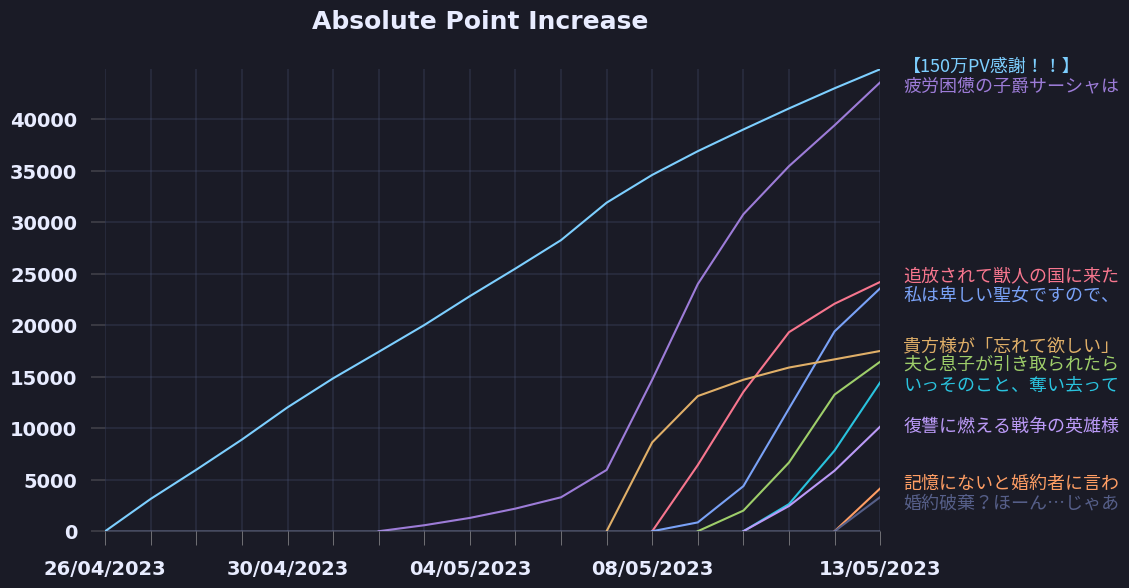 Absolute Point Increase
【150万PV感謝！！】
疲労困憊の子爵サーシャは
40000
35000
30000
25000
追放されて獣人の国に来た
私は卑しい聖女ですので、
20000
貴方様が「忘れて欲しい」
夫と息子が引き取られたら
15000
いっそのこと、奪い去って
10000
復讐に燃える戦争の英雄様
5000
記憶にないと婚約者に言わ
婚約破棄？ほーん…じゃあ
0
26/04/2023
30/04/2023
04/05/2023
08/05/2023
13/05/2023